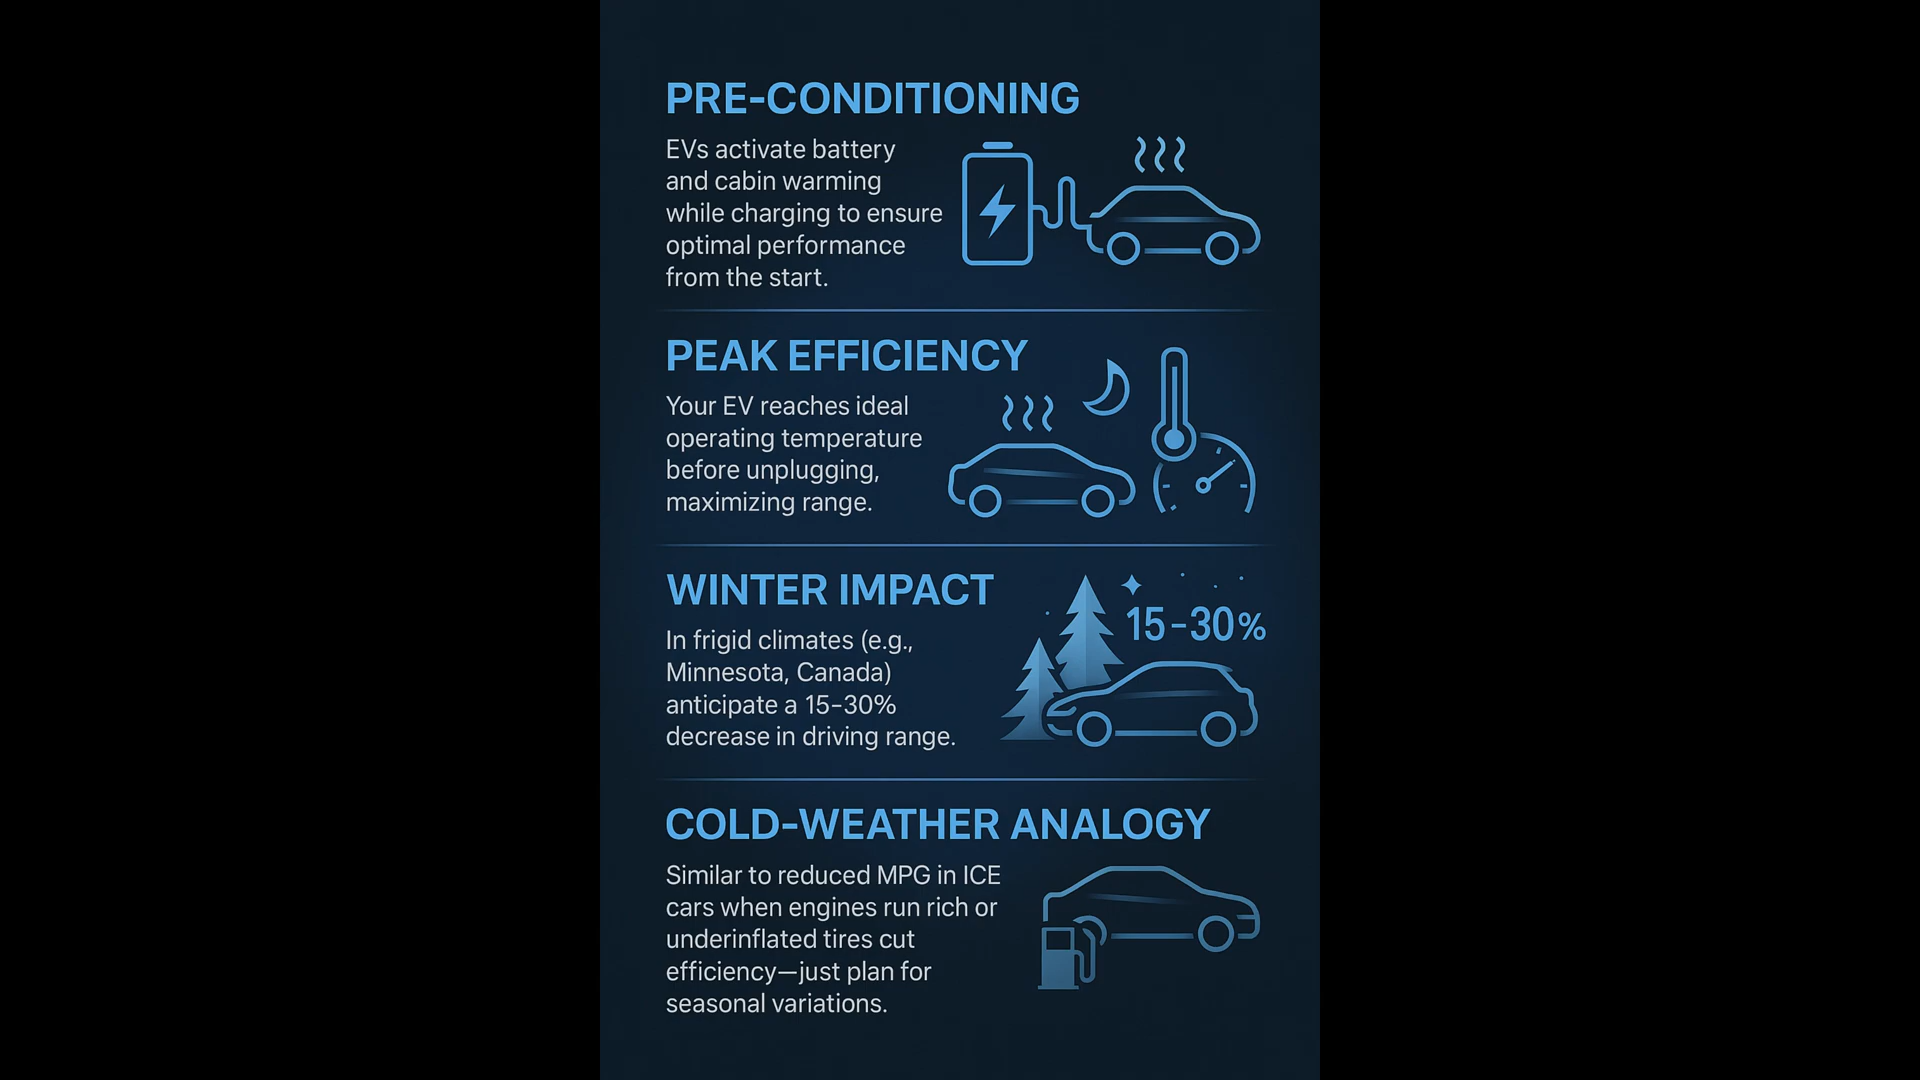 PRE-CONDITIONING
EVs activate battery
and cabin warming
while charging to ensure
optimal performance
from the start.
PEAK EFFICIENCY
Your EV reaches ideal
operating temperature
before unplugging,
maximizing range.
WINTER IMPACT
In frigid climates (e.g.,
Minnesota, Canada)
anticipate a 15-30%
decrease in driving range.
15-30%
COLD-WEATHER ANALOGY
Similar to reduced MPG in ICE
cars when engines run rich or
underinflated tires cut
efficiency—just plan for
seasonal variations.